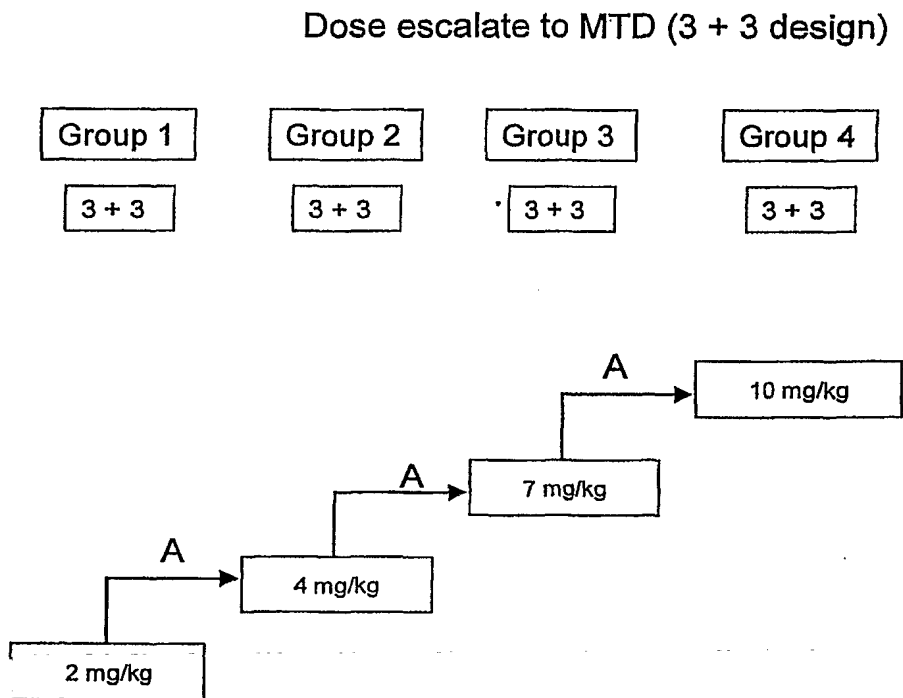 Dose escalate to MTD (3 + 3 design)
Group 1
Group 2
Group 3
Group 4
3 + 3
3 + 3
3 + 3
3 + 3
A
10 mg/kg
A
7 mg/kg
A
4 mg/kg
2 mg/kg